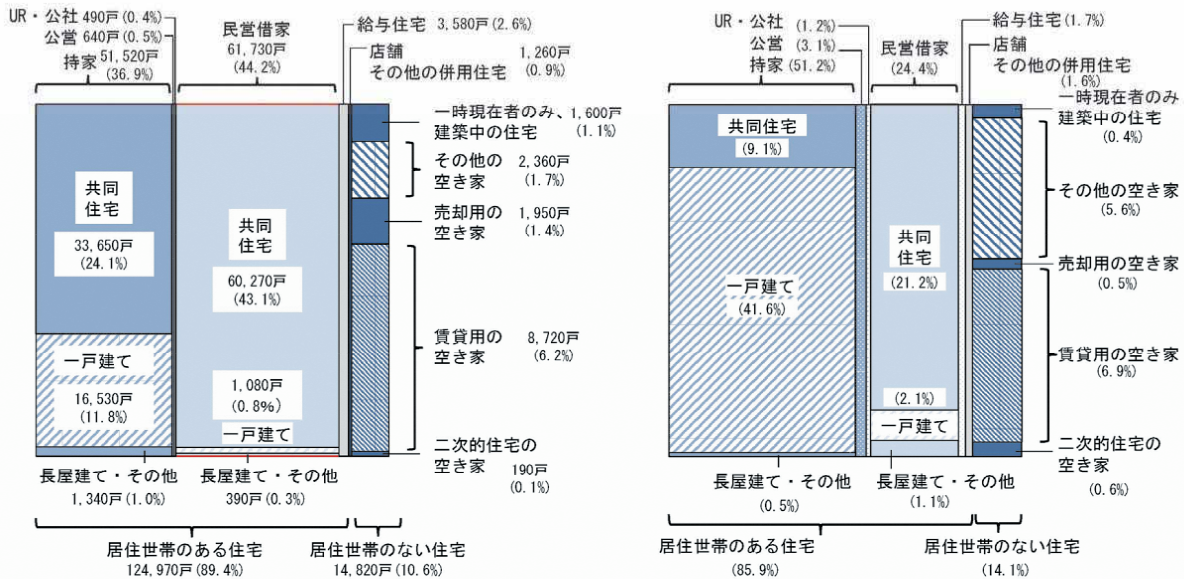 UR・公社 490戸(0.4%)
公営 640戸(0.5%)
持家 51,520戸
(36.9%)
民営借家
61,730戸
(44.2%)
給与住宅 3,580戸(2.6%)
店舗 1,260戸
その他の併用住宅 (0.9%)
共同
住宅
33,650戸
(24.1%)
一戸建て
16,530戸
(11.8%)
共同
住宅
60,270戸
(43.1%)
1,080戸
(0.8%)
一戸建て
一時現在者のみ、 1,600戸
建築中の住宅 (1.1%)
その他の 2,360戸
空き家 (1.7%)
売却用の 1,950戸
空き家 (1.4%)
賃貸用の 8,720戸
空き家 (6.2%)
二次的住宅の
空き家 190戸
(0.1%)
長屋建て・その他
1,340戸(1.0%)
長屋建て・その他
390戸(0.3%)
居住世帯のある住宅
124,970戸(89.4%)
居住世帯のない住宅
14,820戸(10.6%)
UR・公社 (1.2%)
公営 (3.1%)
持家 (51.2%)
民営借家
(24.4%)
給与住宅(1.7%)
店舗
その他の併用住宅
(1.6%)
共同住宅
(9.1%)
一戸建て
(41.6%)
共同
住宅
(21.2%)
(2.1%)
一戸建て
一時現在者のみ
建築中の住宅
(0.4%)
その他の空き家
(5.6%)
売却用の空き家
(0.5%)
賃貸用の空き家
(6.9%)
二次的住宅の
空き家
(0.6%)
長屋建て・その他
(0.5%)
長屋建て・その他
(1.1%)
居住世帯のある住宅
(85.9%)
居住世帯のない住宅
(14.1%)